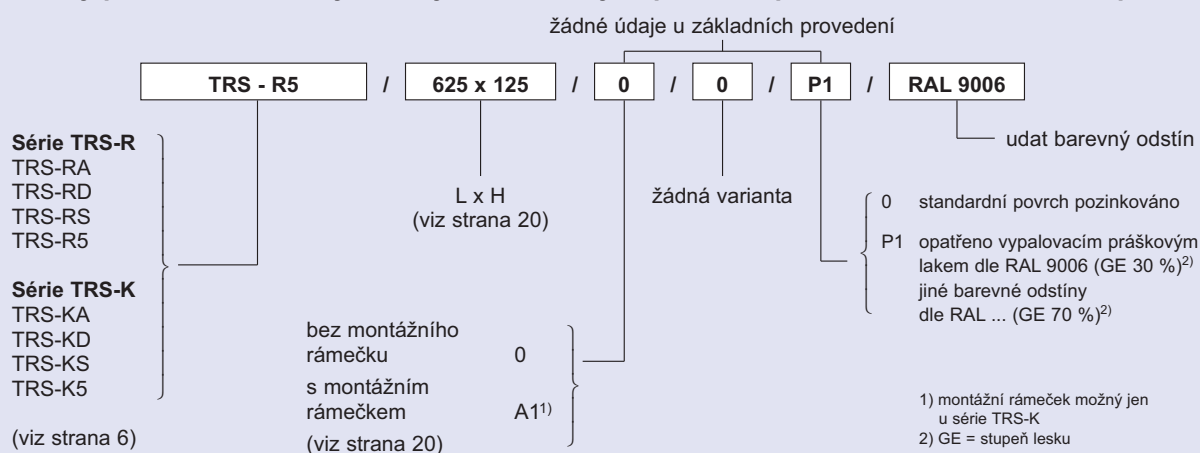 žádné údaje u základních provedení
TRS - R5 / 625 x 125 / 0 / 0 / P1 / RAL 9006
udat barevný odstín
Série TRS-R
TRS-RA
TRS-RD
TRS-RS
TRS-R5
Série TRS-K
TRS-KA
TRS-KD
TRS-KS
TRS-K5
(viz strana 6)
L x H
(viz strana 20)
žádná varianta
bez montážního
rámečku 0
s montážním
rámečkem A1¹⁾
(viz strana 20)
0 standardní povrch pozinkováno
P1 opatřeno vypalovacím práškovým
lakem dle RAL 9006 (GE 30 %)²⁾
jiné barevné odstíny
dle RAL ... (GE 70 %)²⁾
1) montážní rámeček možný jen
u série TRS-K
2) GE = stupeň lesku